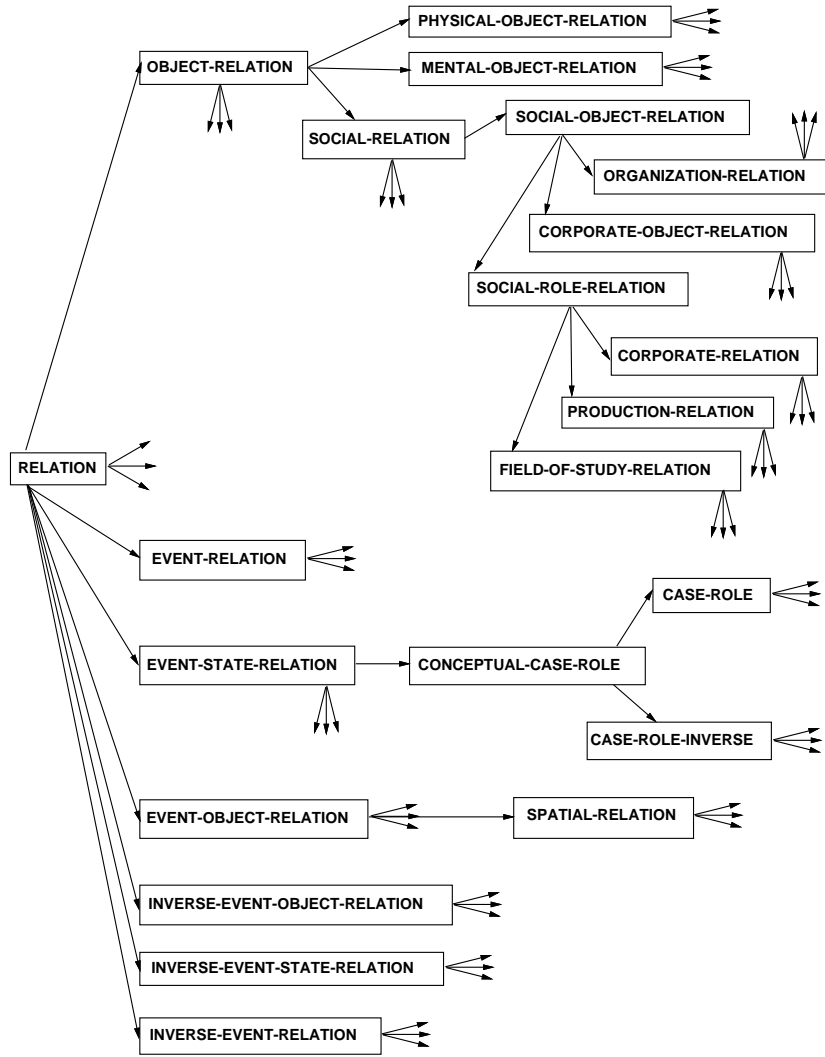 PHYSICAL-OBJECT-RELATION
OBJECT-RELATION
MENTAL-OBJECT-RELATION
SOCIAL-OBJECT-RELATION
SOCIAL-RELATION
ORGANIZATION-RELATION
CORPORATE-OBJECT-RELATION
SOCIAL-ROLE-RELATION
CORPORATE-RELATION
PRODUCTION-RELATION
RELATION
FIELD-OF-STUDY-RELATION
EVENT-RELATION
CASE-ROLE
EVENT-STATE-RELATION
CONCEPTUAL-CASE-ROLE
CASE-ROLE-INVERSE
EVENT-OBJECT-RELATION
SPATIAL-RELATION
INVERSE-EVENT-OBJECT-RELATION
INVERSE-EVENT-STATE-RELATION
INVERSE-EVENT-RELATION